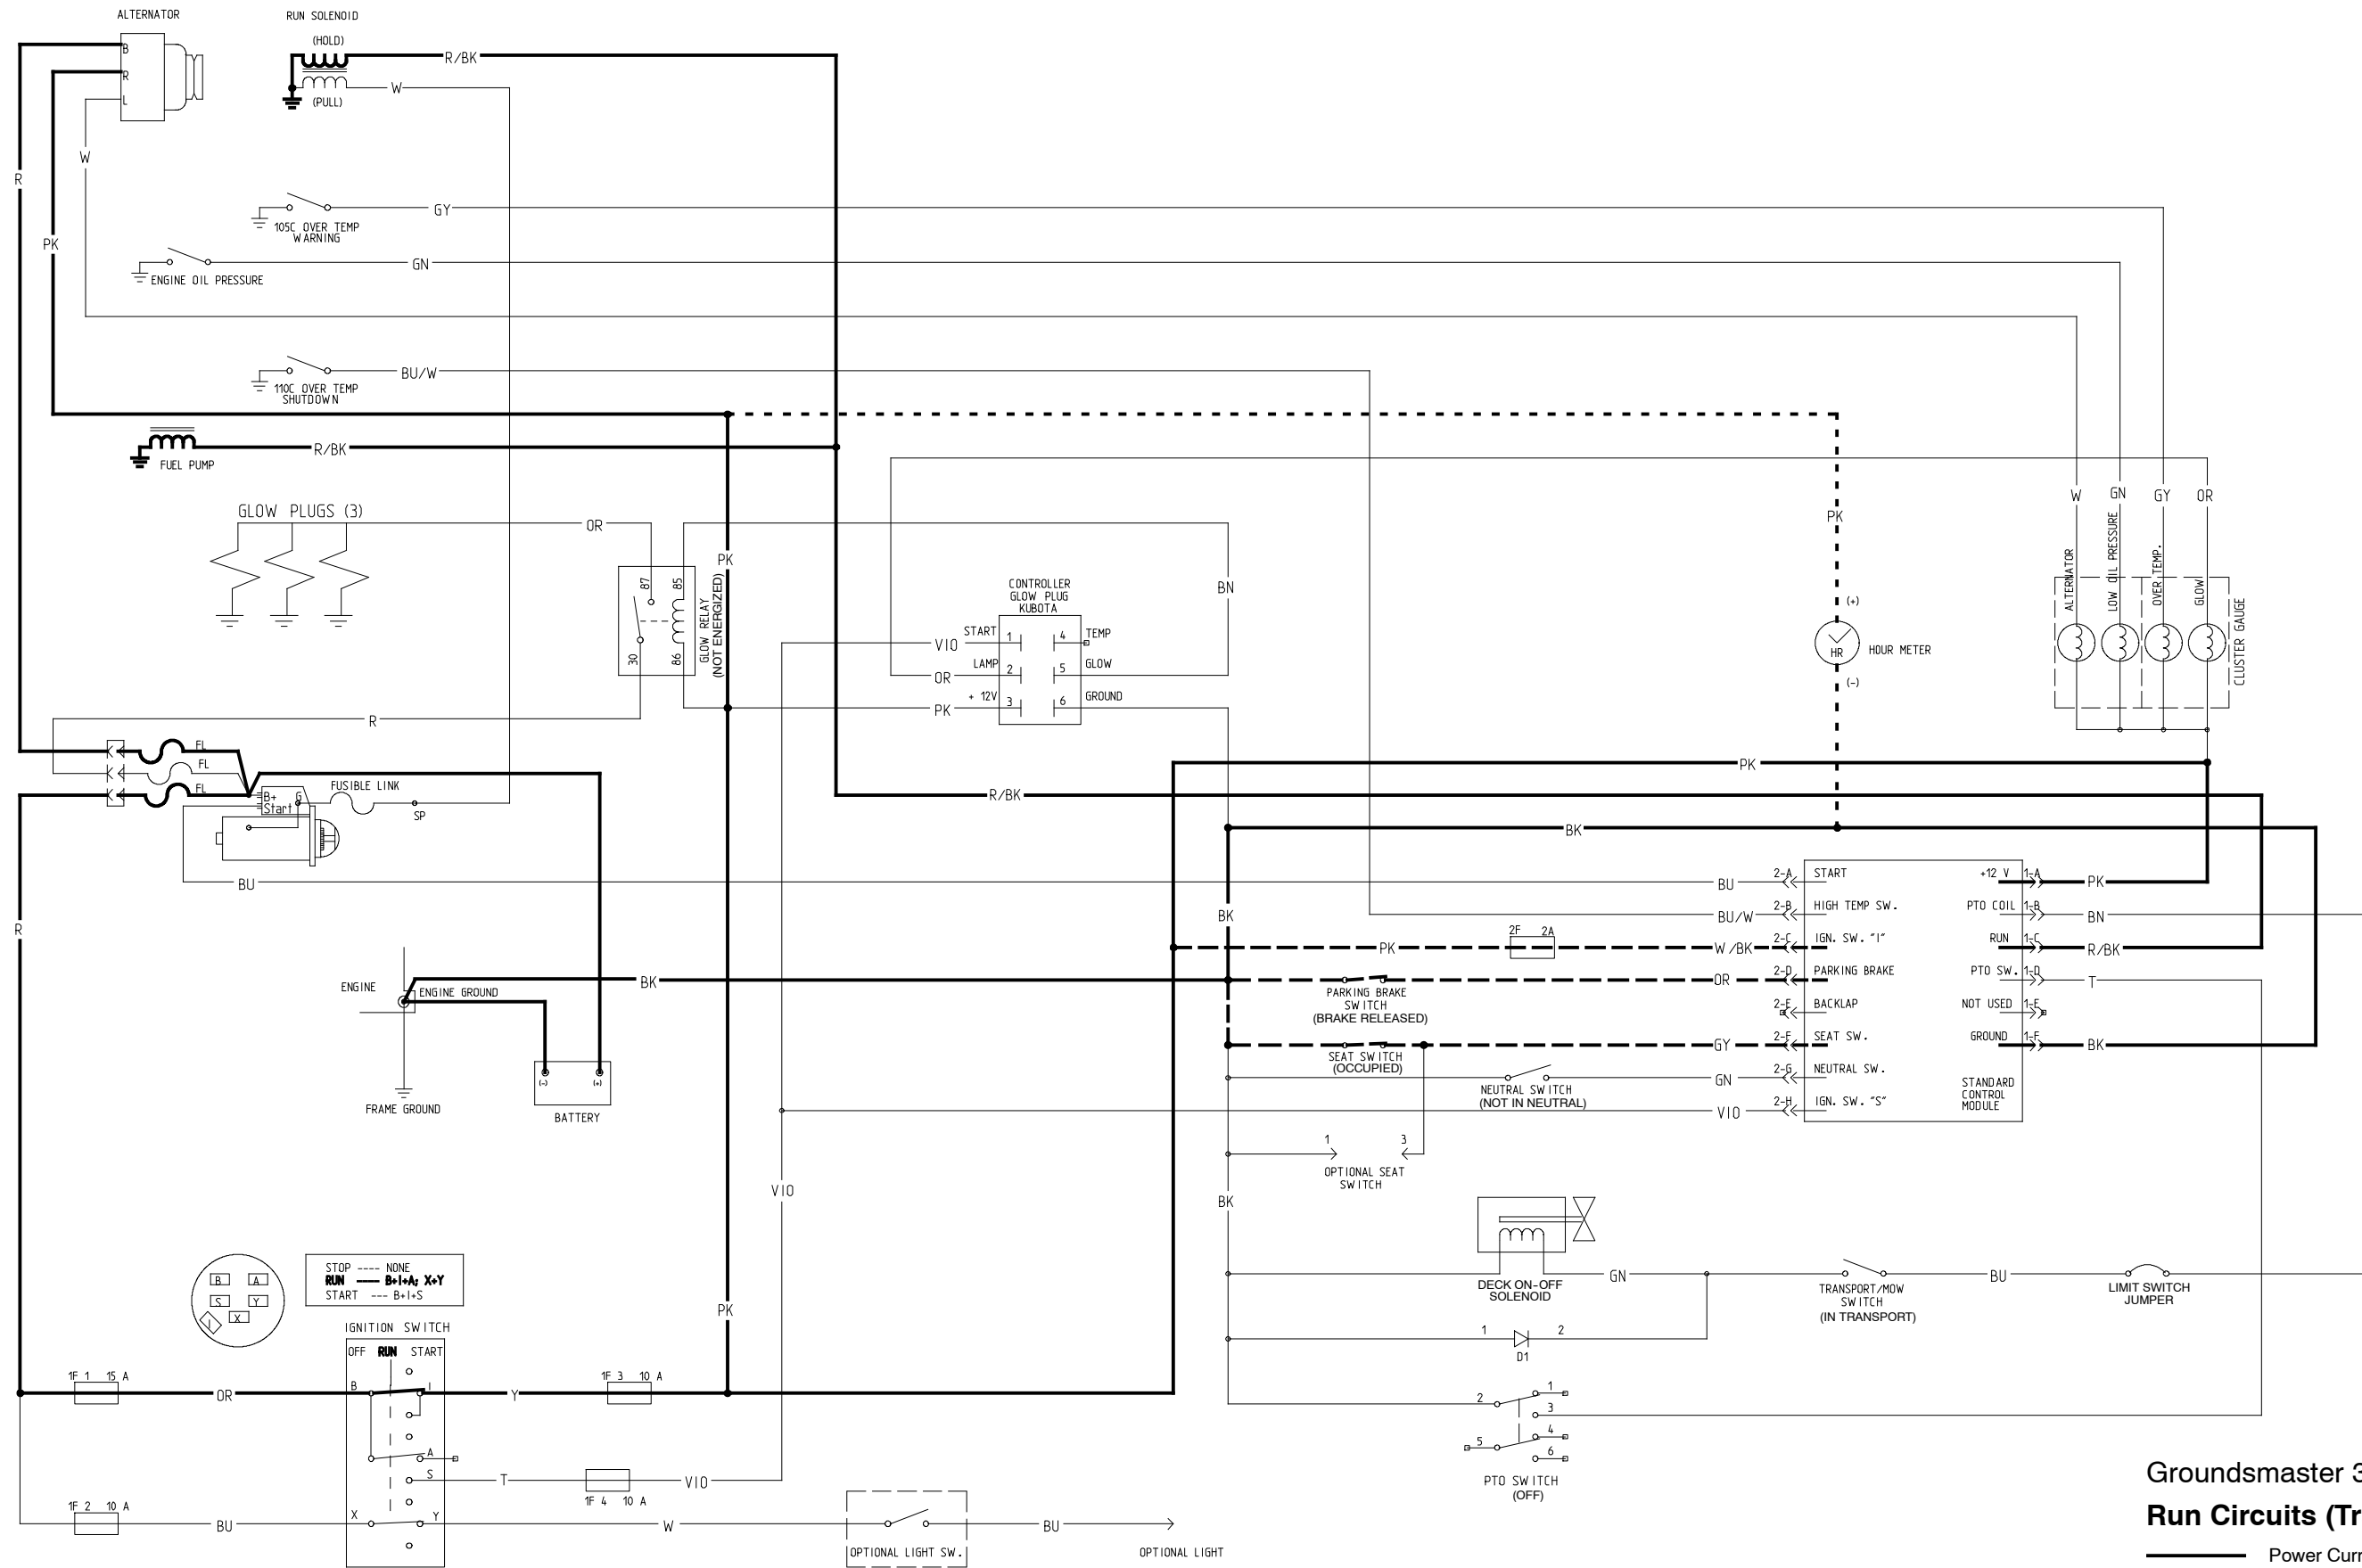 ALTERNATOR
RUN SOLENOID
(HOLD)
B
R/BK
R
W
L
(PULL)
W
R
GY
105C OVER TEMP
WARNING
PK
GN
ENGINE OIL PRESSURE
BU/W
110C OVER TEMP
SHUTDOWN
R/BK
FUEL PUMP
GLOW PLUGS (3)
OR
PK
W
GN
GY
OR
PK
ALTERNATOR
LOW OIL PRESSURE
OVER TEMP.
GLOW
CLUSTER GAUGE
87
85
30
86
GLOW RELAY
(NOT ENERGIZED)
CONTROLLER
GLOW PLUG
KUBOTA
BN
START
1
4
TEMP
VIO
LAMP
2
5
GLOW
OR
+ 12V
3
6
GROUND
PK
(+)
HR
HOUR METER
(-)
R
FL
FL
FL
FUSIBLE LINK
B+
G
Start
SP
PK
R/BK
BK
BU
BU
2-A
START
+12 V
1-A
PK
R
BK
BU/W
2-B
HIGH TEMP SW.
PTO COIL
1-B
BN
PK
2F
2A
W/BK
2-C
IGN. SW. "I"
RUN
1-C
R/BK
ENGINE
ENGINE GROUND
BK
PARKING BRAKE
SWITCH
(BRAKE RELEASED)
OR
2-D
PARKING BRAKE
PTO SW.
1-D
T
2-E
BACKLAP
NOT USED
1-E
SEAT SWITCH
(OCCUPIED)
GY
2-F
SEAT SW.
GROUND
1-F
BK
(-)
(+)
BATTERY
FRAME GROUND
NEUTRAL SWITCH
(NOT IN NEUTRAL)
GN
2-G
NEUTRAL SW.
VIO
2-H
IGN. SW. "S"
STANDARD
CONTROL
MODULE
1
3
OPTIONAL SEAT
SWITCH
VIO
BK
DECK ON-OFF
SOLENOID
GN
TRANSPORT/MOW
SWITCH
(IN TRANSPORT)
BU
LIMIT SWITCH
JUMPER
1
2
D1
B
A
S
Y
X
I
STOP ---- NONE
RUN ---- B+I+A; X+Y
START --- B+I+S
PK
IGNITION SWITCH
OFF
RUN
START
1F 1
15 A
OR
B
I
Y
1F 3
10 A
A
S
T
1F 4
10 A
VIO
1F 2
10 A
BU
X
Y
W
OPTIONAL LIGHT SW.
BU
OPTIONAL LIGHT
2
1
3
5
4
6
PTO SWITCH
(OFF)
Groundsmaster 3
Run Circuits (Tr
Power Curr